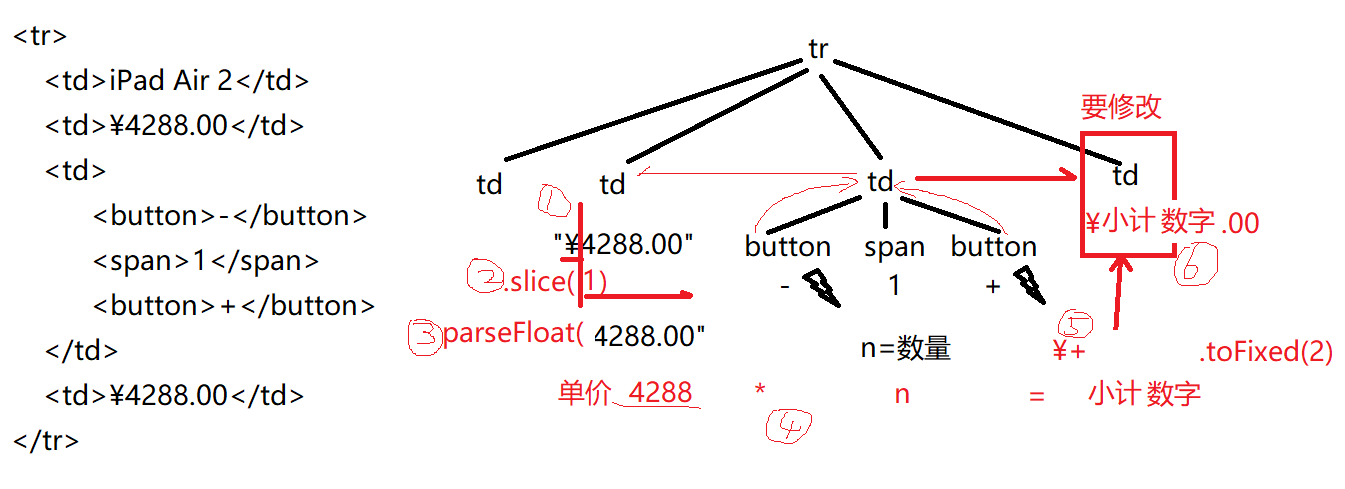 <tr>
<td>iPad Air 2</td>
<td>¥4288.00</td>
<td>
<button>-</button>
<span>1</span>
<button>+</button>
</td>
<td>¥4288.00</td>
</tr>
tr
要修改
td
td
td
td
①
"¥4288.00"
button
span
button
¥小计 数字 .00
②.slice( 1)
-
1
+
⑥
③parseFloat( 4288.00"
n=数量
⑤
¥+
.toFixed(2)
单价 4288 * n = 小计 数字
④